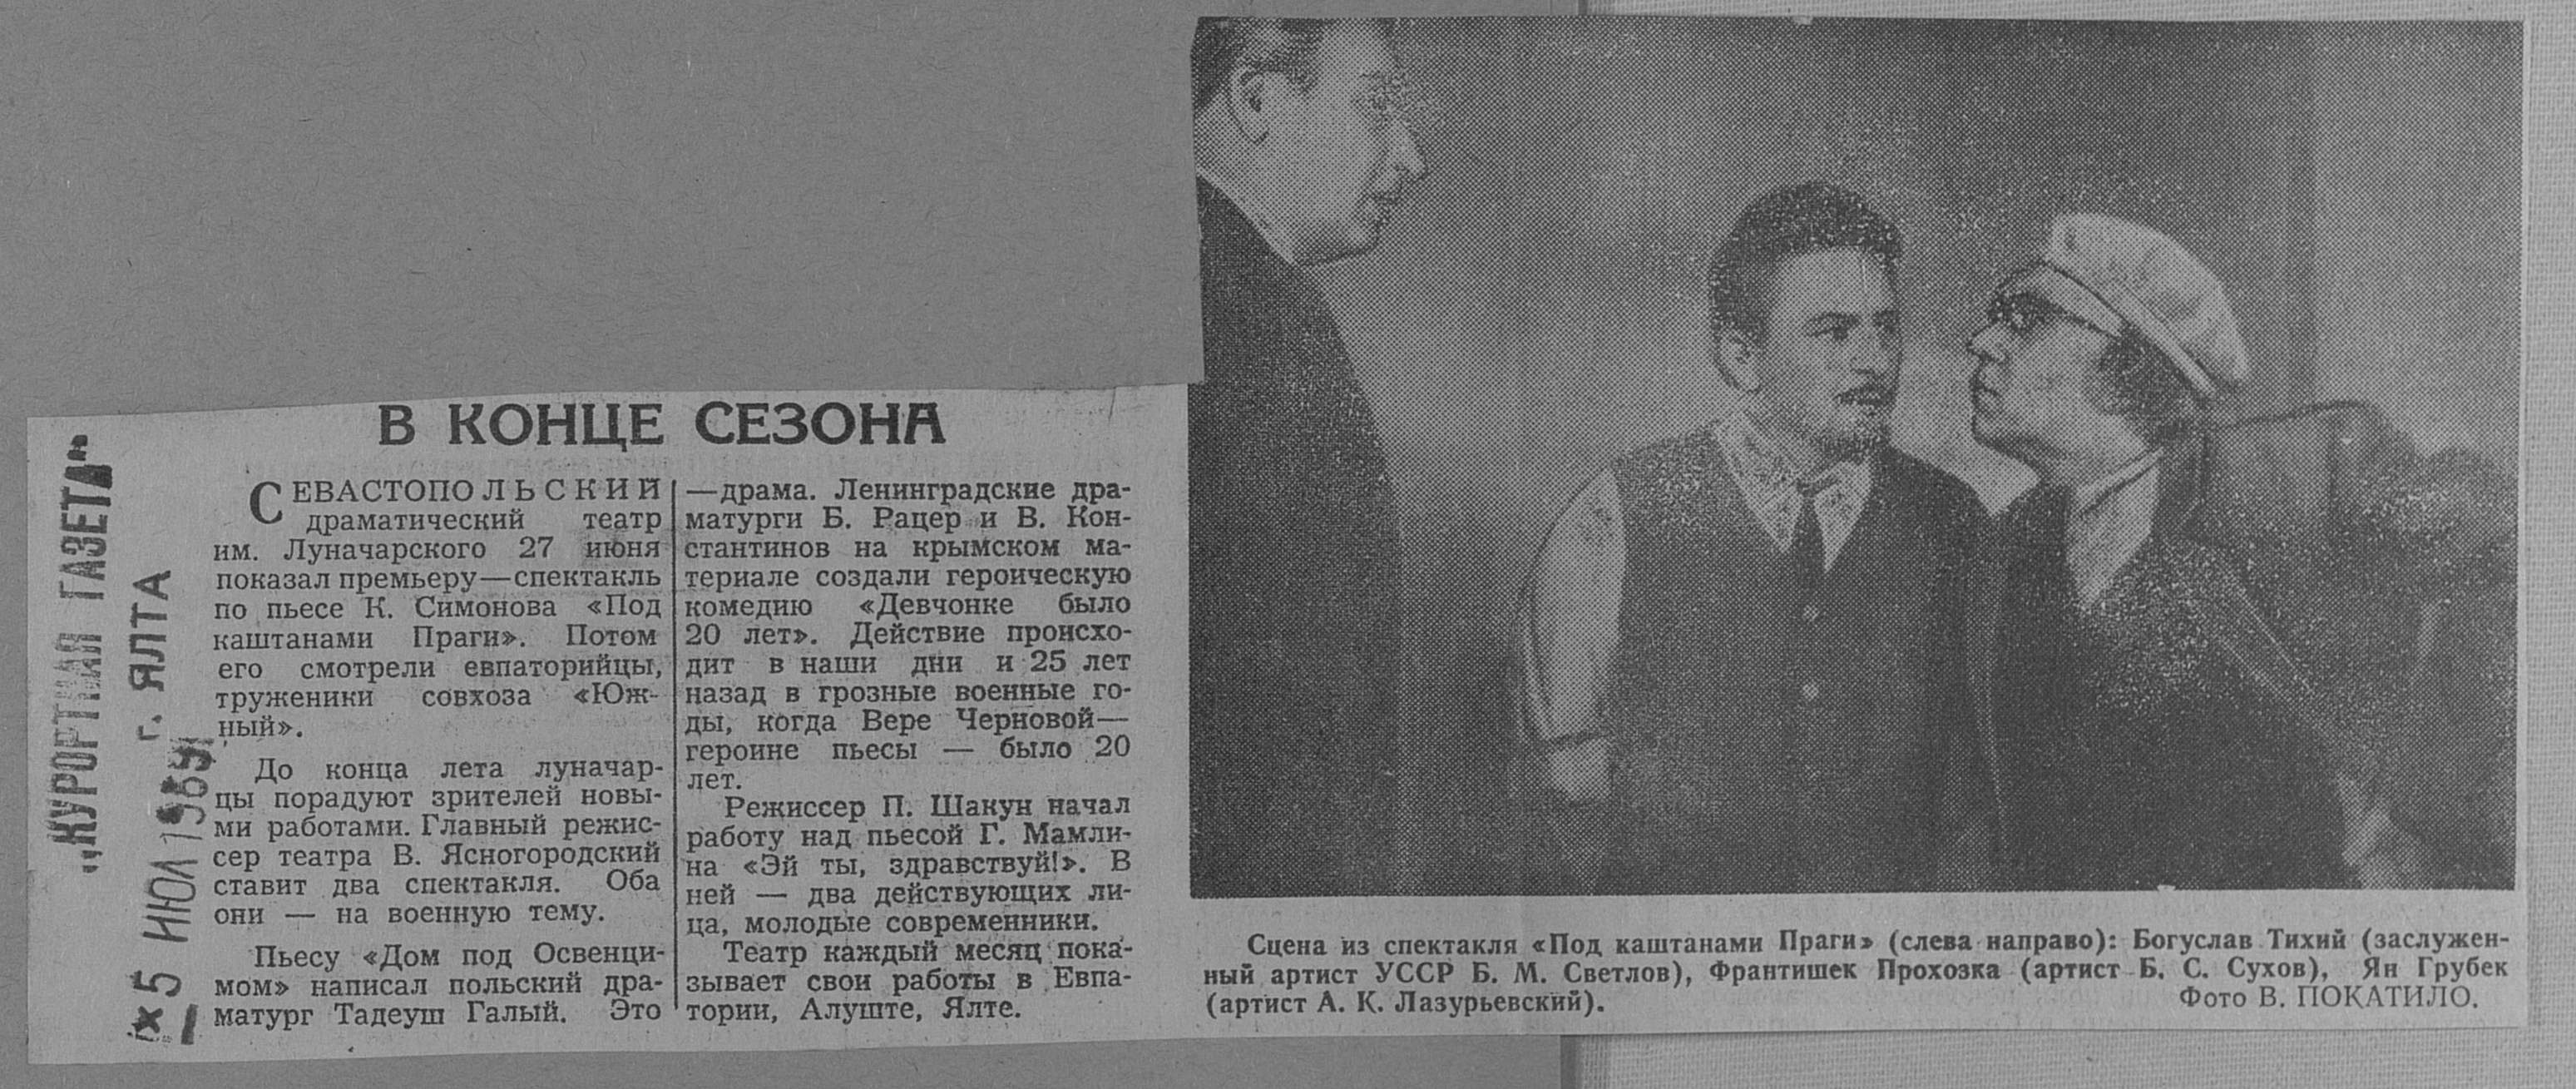 „КУРОРТНАЯ ГАЗЕТА"
г. ЯЛТА
5 ИЮЛ 1969
В КОНЦЕ СЕЗОНА
СЕВАСТОПОЛЬСКИЙ
драматический театр
им. Луначарского 27 июня
показал премьеру—спектакль
по пьесе К. Симонова «Под
каштанами Праги». Потом
его смотрели евпаторийцы,
труженики совхоза «Юж-
ный».
До конца лета луначар-
цы порадуют зрителей новы-
ми работами. Главный режис-
сер театра В. Ясногородский
ставит два спектакля. Оба
они — на военную тему.
Пьесу «Дом под Освенци-
мом» написал польский дра-
матург Тадеуш Галый. Это
—драма. Ленинградские дра-
матурги Б. Рацер и В. Кон-
стантинов на крымском ма-
териале создали героическую
комедию «Девчонке было
20 лет». Действие происхо-
дит в наши дни и 25 лет
назад в грозные военные го-
ды, когда Вере Черновой—
героине пьесы — было 20
лет.
Режиссер П. Шакун начал
работу над пьесой Г. Мамли-
на «Эй ты, здравствуй!». В
ней — два действующих ли-
ца, молодые современники.
Театр каждый месяц пока-
зывает свои работы в Евпа-
тории, Алуште, Ялте.
Сцена из спектакля «Под каштанами Праги» (слева направо): Богуслав Тихий (заслужен-
ный артист УССР Б. М. Светлов), Франтишек Прохозка (артист Б. С. Сухов), Ян Грубек
(артист А. К. Лазурьевский).
Фото В. ПОКАТИЛО.